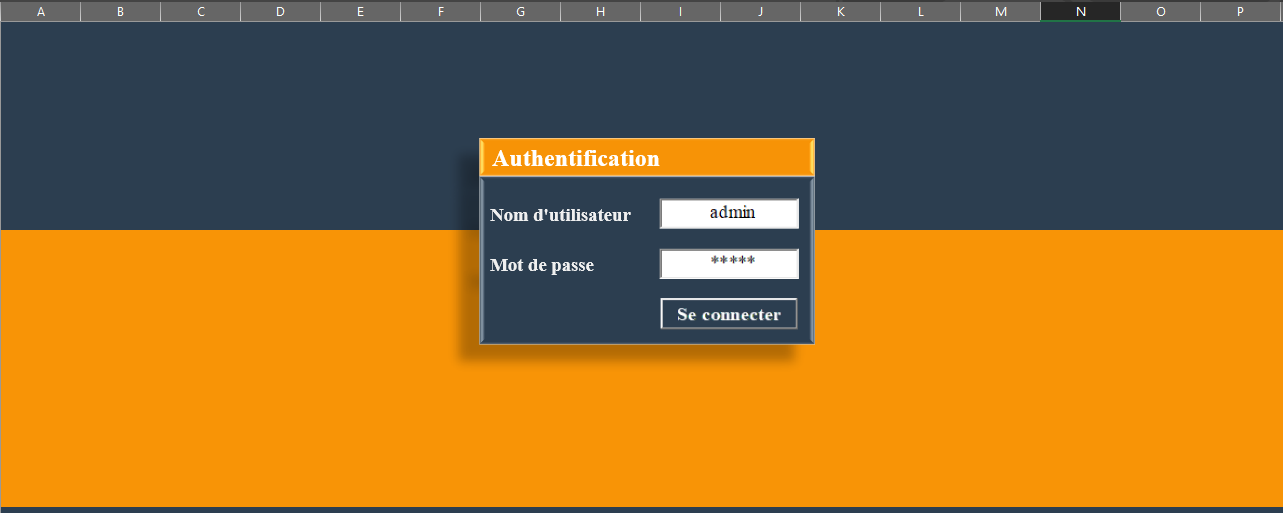 A B C D E F G H I J K L M N O P
Authentification
Nom d'utilisateur admin
Mot de passe *****
Se connecter